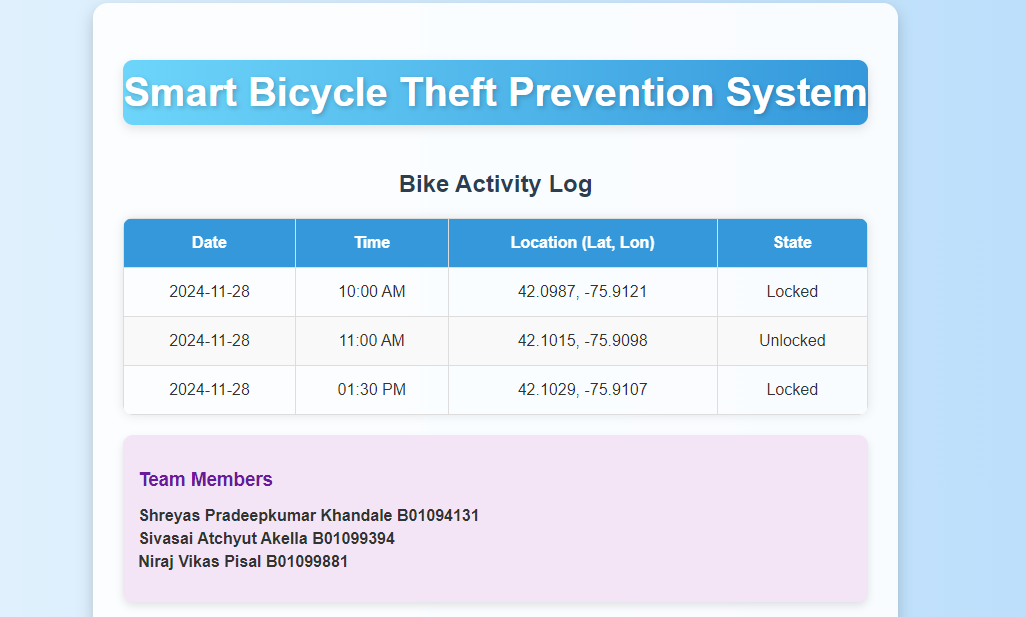 Smart Bicycle Theft Prevention System
Bike Activity Log
Date Time Location (Lat, Lon) State
2024-11-28 10:00 AM 42.0987, -75.9121 Locked
2024-11-28 11:00 AM 42.1015, -75.9098 Unlocked
2024-11-28 01:30 PM 42.1029, -75.9107 Locked
Team Members
Shreyas Pradeepkumar Khandale B01094131
Sivasai Atchyut Akella B01099394
Niraj Vikas Pisal B01099881